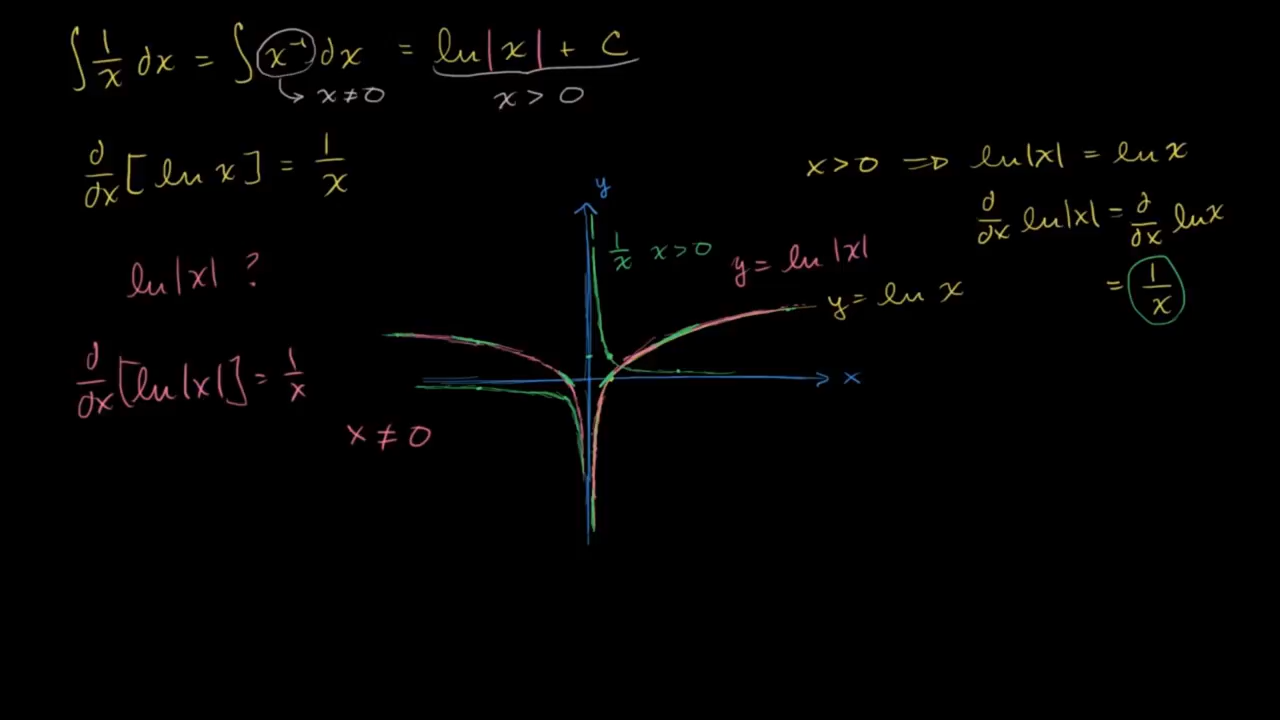 ∫ 1/x dx = ∫ x⁻¹ dx = ln|x| + C
↳ x ≠ 0
x > 0
d/dx [ln x] = 1/x
ln|x| ?
d/dx [ln|x|] = 1/x
x ≠ 0
y
1/x x>0
y = ln|x|
y = ln x
x
x>0 ⇒ ln|x| = ln x
d/dx ln|x| = d/dx ln x
= 1/x